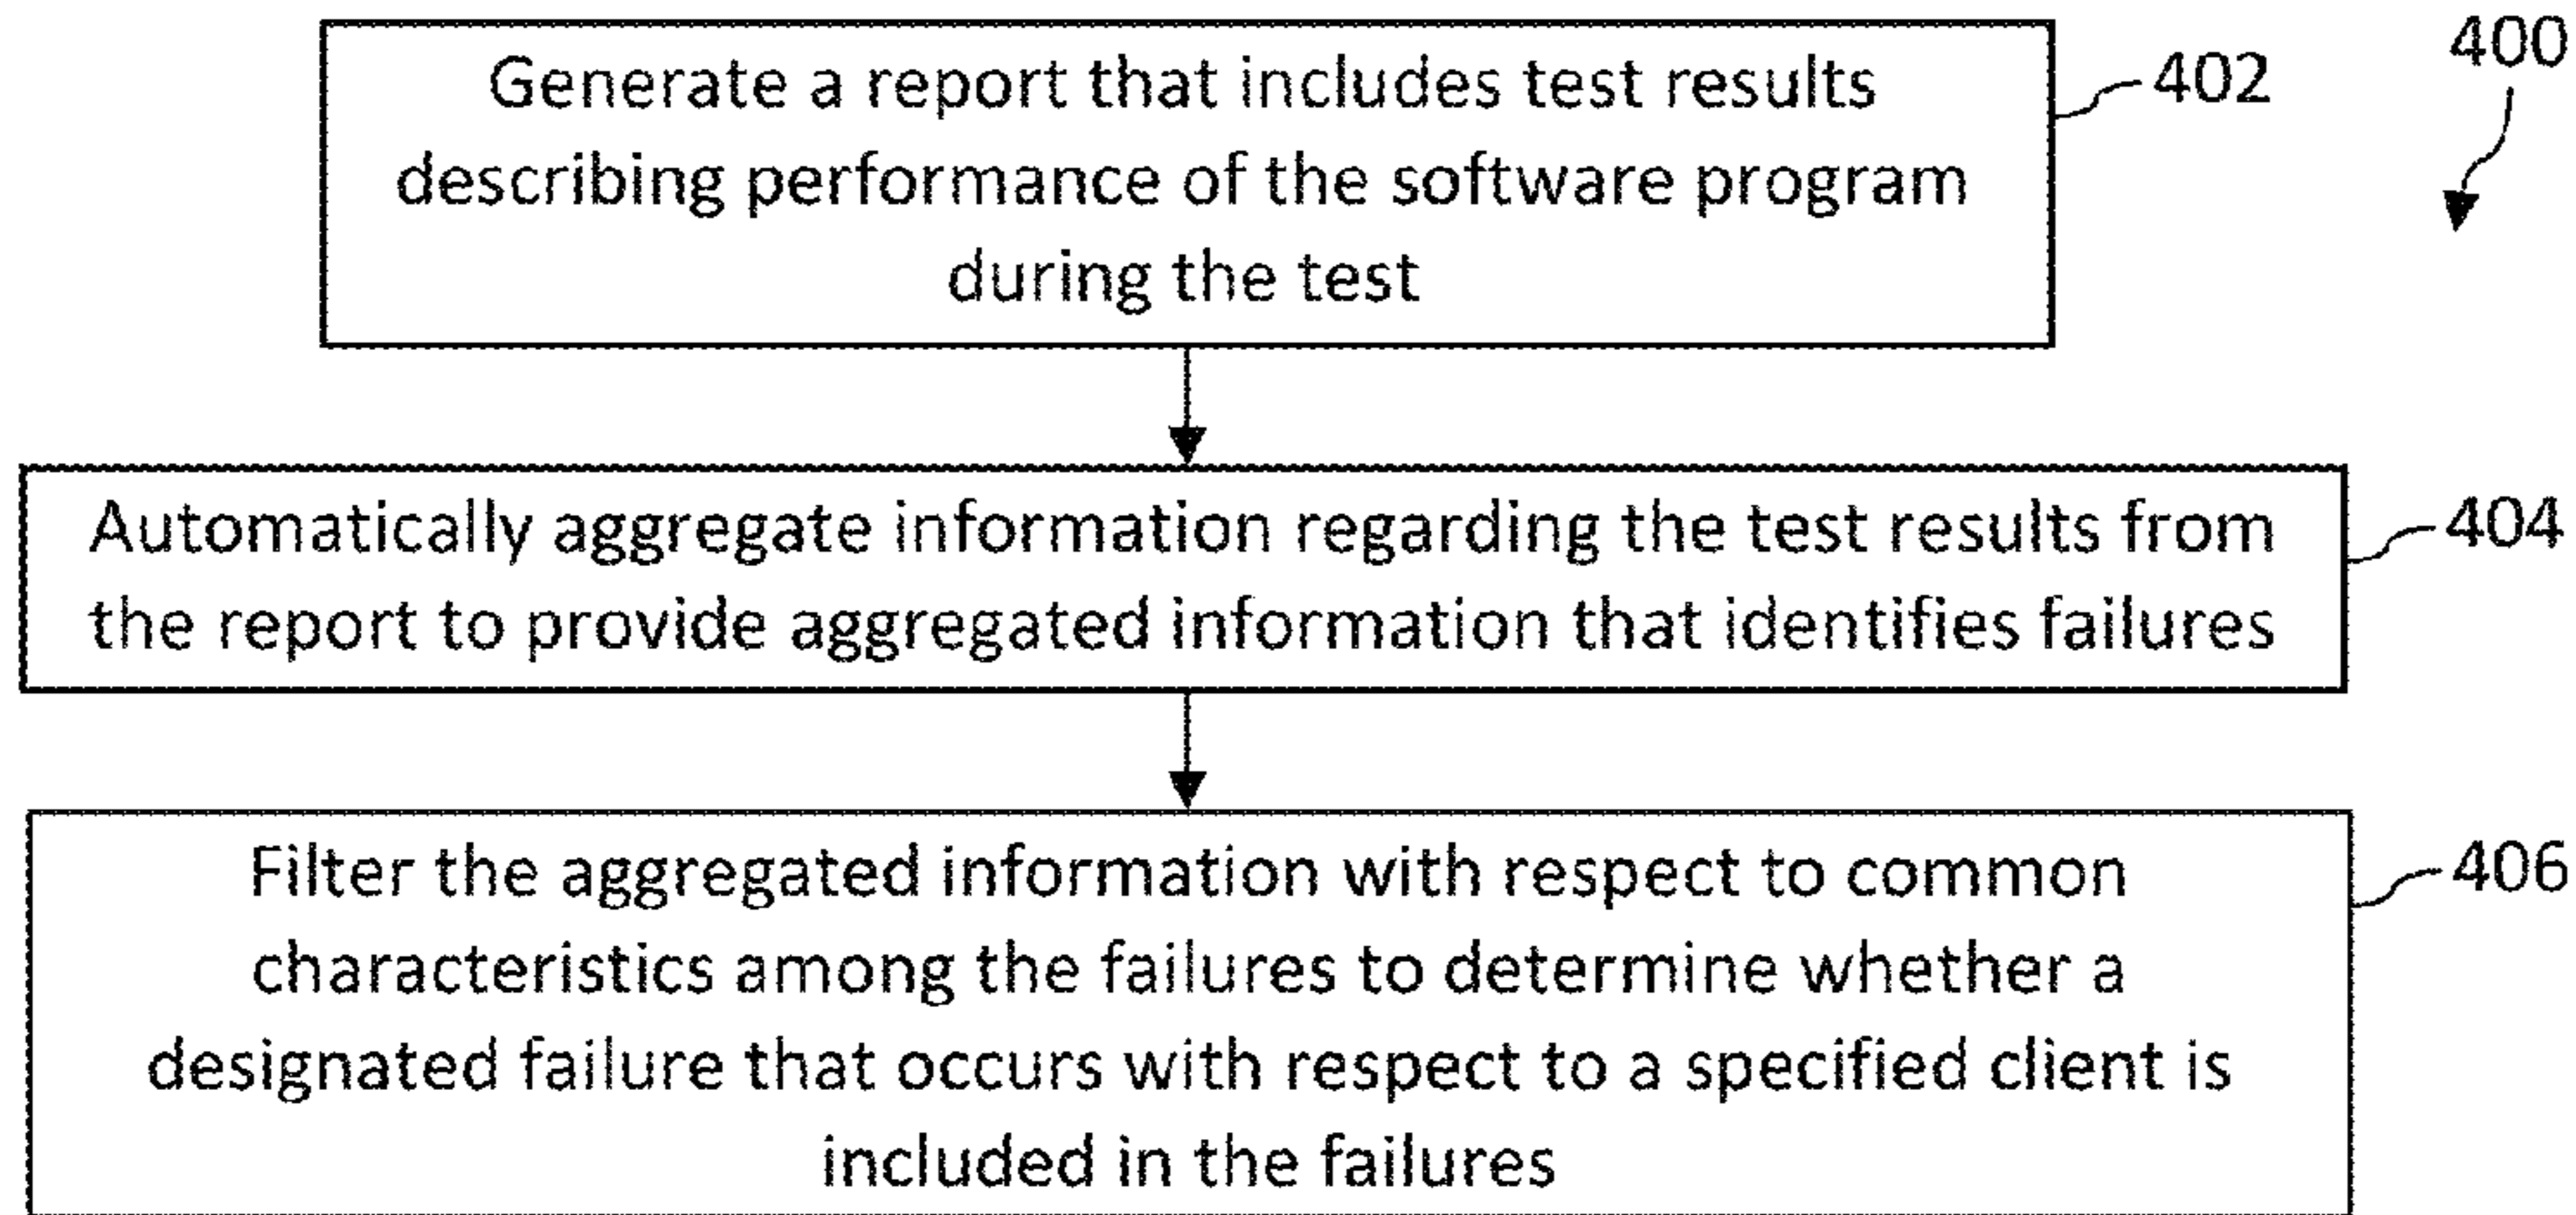 Generate a report that includes test results
describing performance of the software program
during the test
402
400
Automatically aggregate information regarding the test results from
the report to provide aggregated information that identifies failures
404
Filter the aggregated information with respect to common
characteristics among the failures to determine whether a
designated failure that occurs with respect to a specified client is
included in the failures
406